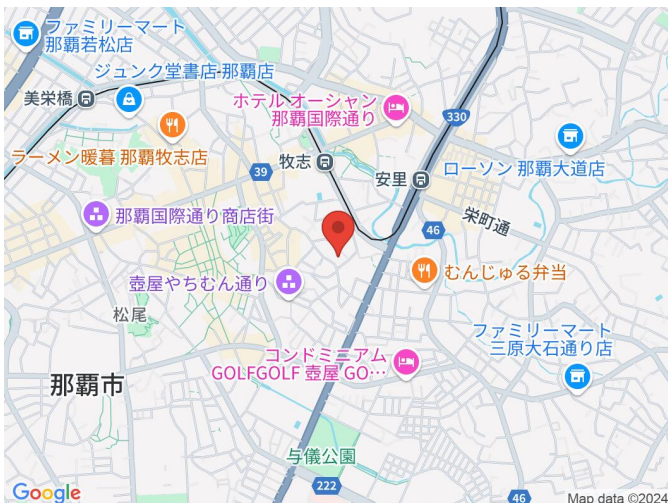 ファミリーマート
那覇若松店
ジュンク堂書店 那覇店
美栄橋
ホテル オーシャン
那覇国際通り
330
ラーメン暖暮 那覇牧志店
牧志
ローソン 那覇大道店
39
安里
栄町通
那覇国際通り商店街
46
むんじゅる弁当
壺屋やちむん通り
松尾
ファミリーマート
三原大石通り店
コンドミニアム
GOLFGOLF 壺屋 GO…
那覇市
与儀公園
222
Google
Map data ©2024